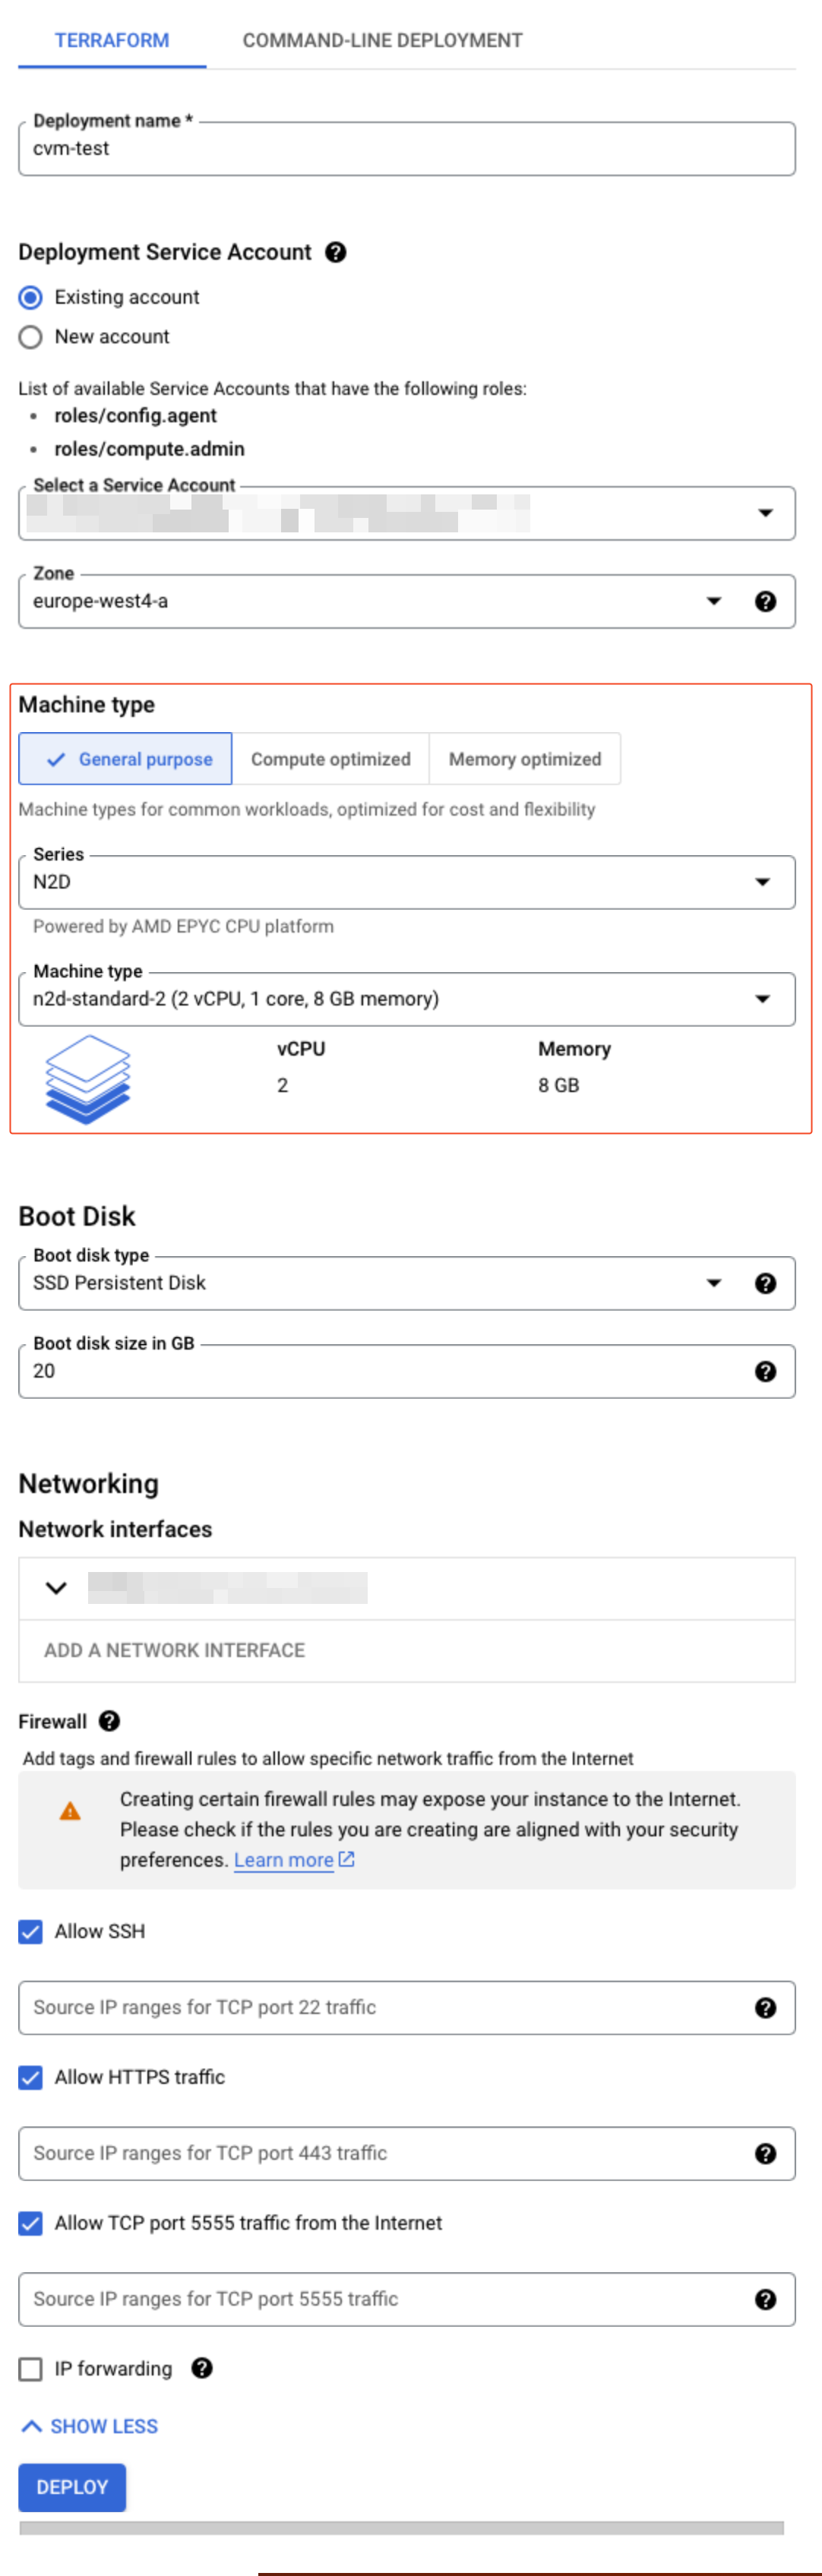 TERRAFORM
COMMAND-LINE DEPLOYMENT
Deployment name *
cvm-test
Deployment Service Account
Existing account
New account
List of available Service Accounts that have the following roles:
• roles/config.agent
• roles/compute.admin
Select a Service Account
Zone
europe-west4-a
Machine type
General purpose
Compute optimized
Memory optimized
Machine types for common workloads, optimized for cost and flexibility
Series
N2D
Powered by AMD EPYC CPU platform
Machine type
n2d-standard-2 (2 vCPU, 1 core, 8 GB memory)
vCPU
Memory
2
8 GB
Boot Disk
Boot disk type
SSD Persistent Disk
Boot disk size in GB
20
Networking
Network interfaces
ADD A NETWORK INTERFACE
Firewall
Add tags and firewall rules to allow specific network traffic from the Internet
Creating certain firewall rules may expose your instance to the Internet.
Please check if the rules you are creating are aligned with your security
preferences. Learn more
Allow SSH
Source IP ranges for TCP port 22 traffic
Allow HTTPS traffic
Source IP ranges for TCP port 443 traffic
Allow TCP port 5555 traffic from the Internet
Source IP ranges for TCP port 5555 traffic
IP forwarding
SHOW LESS
DEPLOY